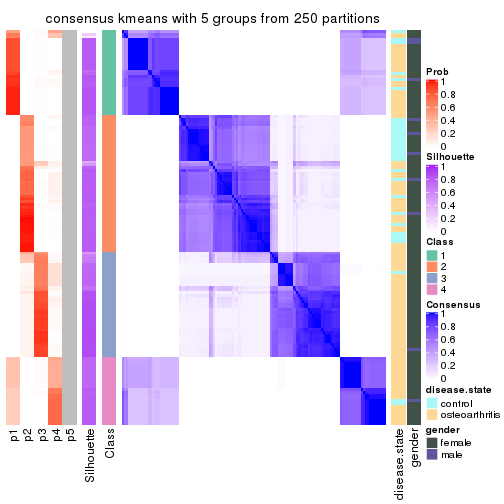 consensus kmeans with 5 groups from 250 partitions
Prob
1
0.8
0.6
0.4
0.2
0
Silhouette
1
0.8
0.6
0.4
0.2
0
Class
1
2
3
4
Consensus
1
0.8
0.6
0.4
0.2
0
disease.state
control
osteoarthritis
gender
female
male
p1
p2
p3
p4
p5
Silhouette
Class
disease.state
gender